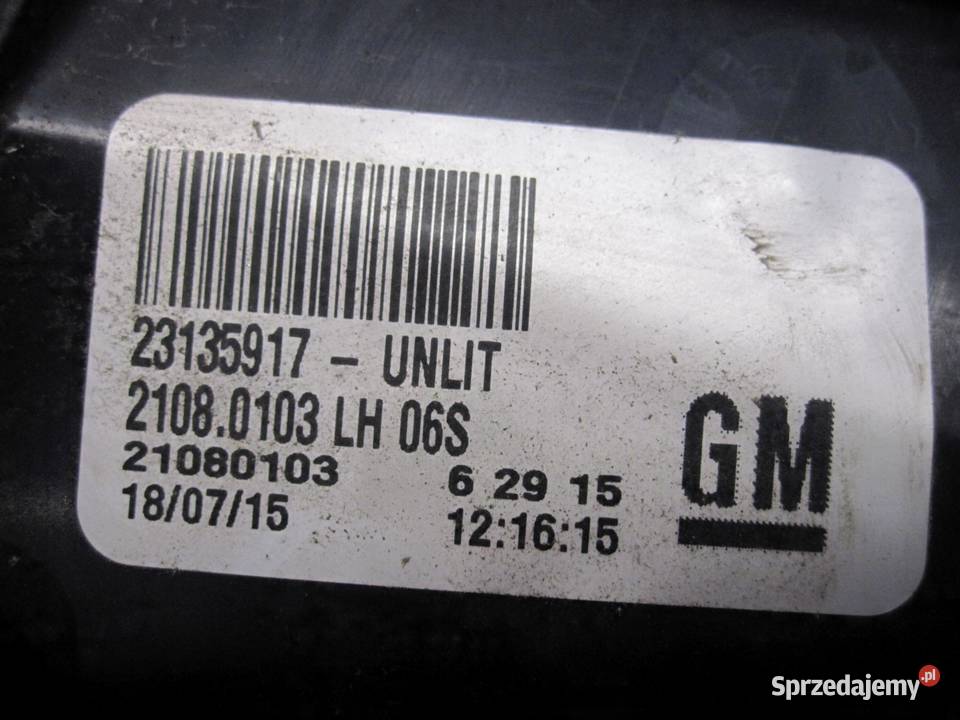 23135917 - UNLIT
2108.0103 LH 06S
21080103 6 29 15
18/07/15 12:16:15
GM
Sprzedajemy.pl